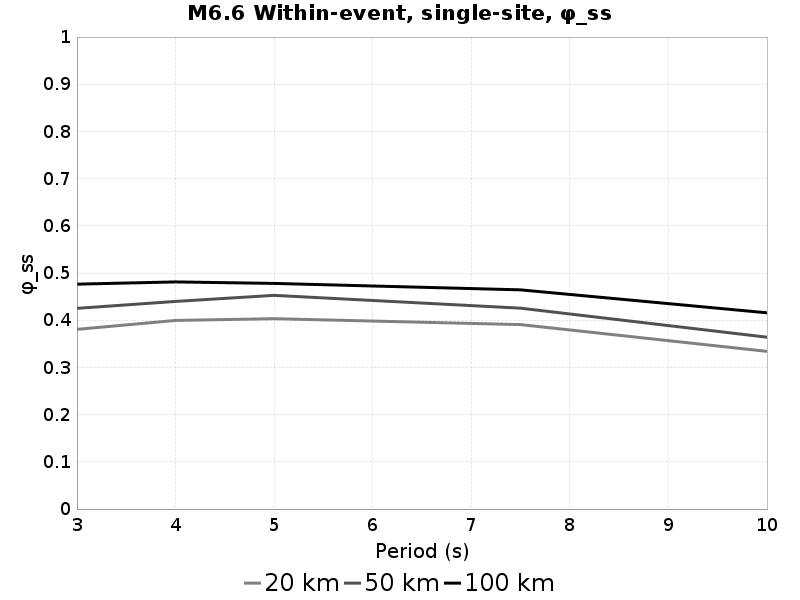 M6.6 Within-event, single-site, φ_ss
1
0.9
0.8
0.7
0.6
0.5
0.4
0.3
0.2
0.1
0
φ_ss
3 4 5 6 7 8 9 10
Period (s)
20 km 50 km 100 km